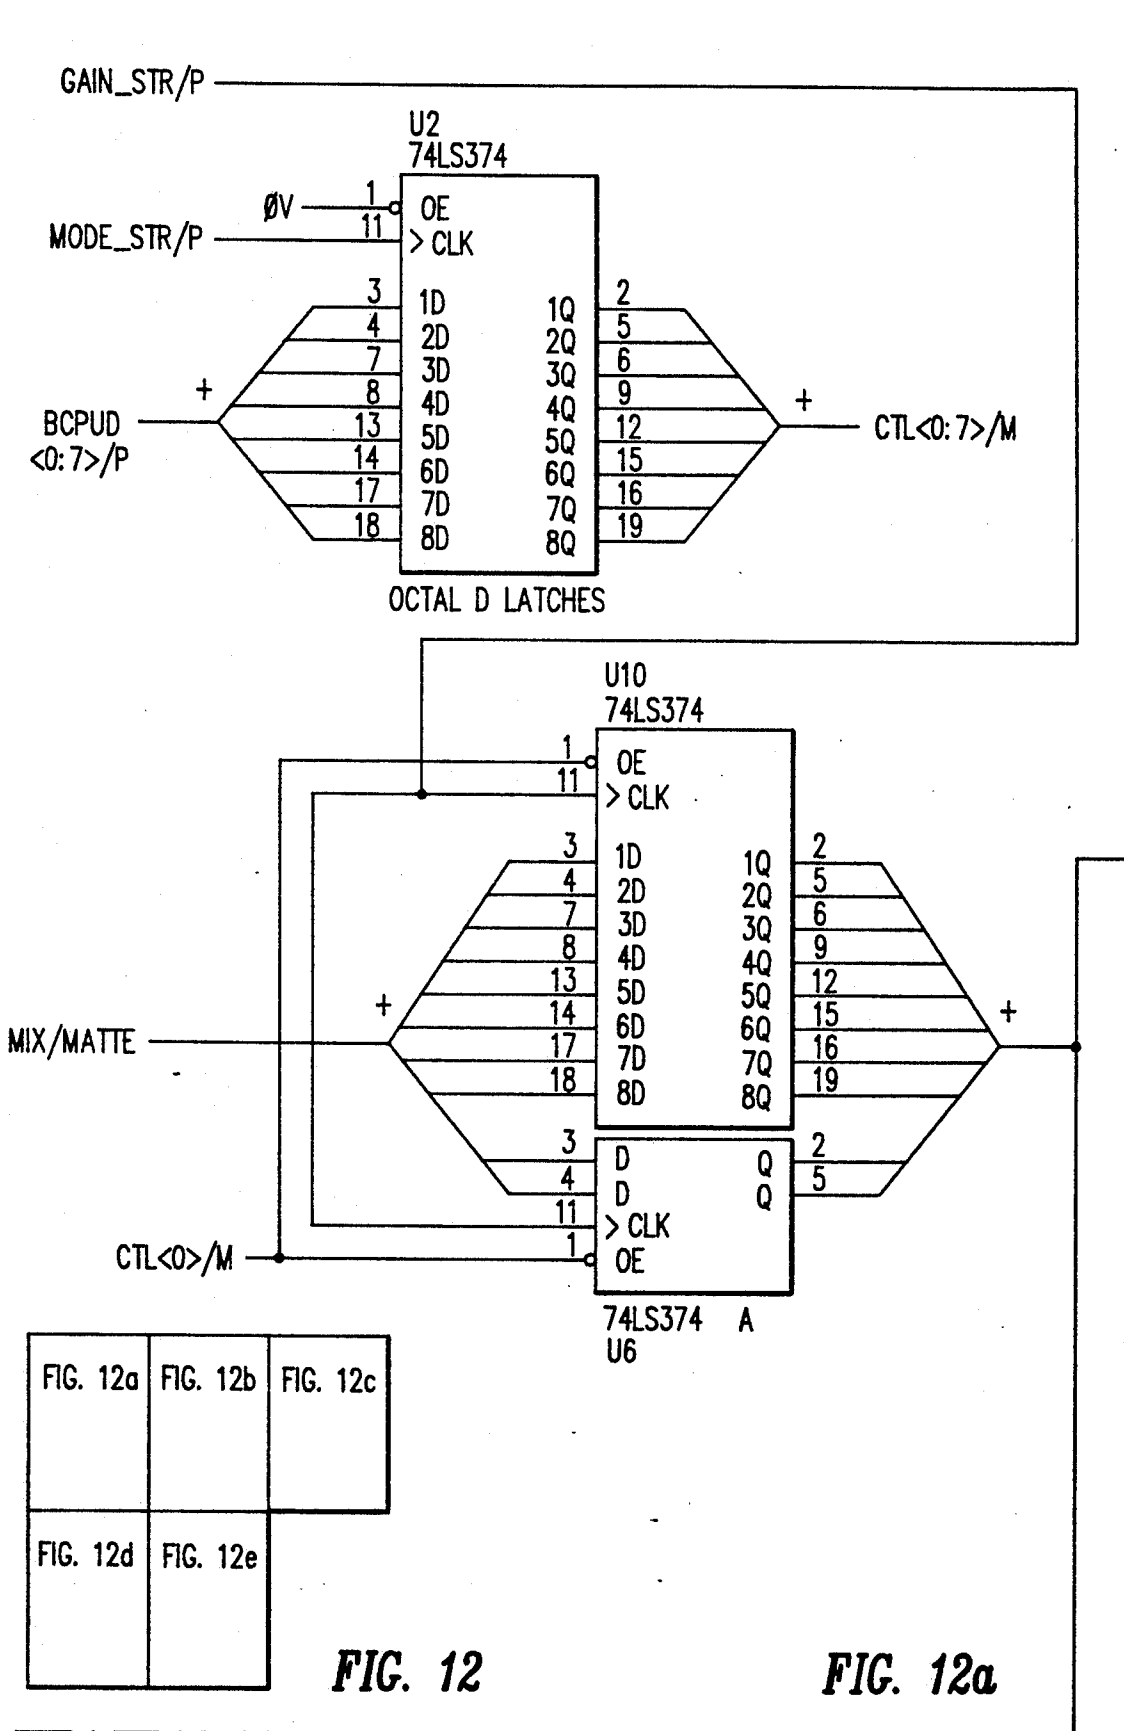 GAIN_STR/P
U2
74LS374
ØV
1
OE
MODE_STR/P
11
>CLK
3 1D 1Q 2
4 2D 2Q 5
7 3D 3Q 6
8 4D 4Q 9
13 5D 5Q 12
14 6D 6Q 15
17 7D 7Q 16
18 8D 8Q 19
+
BCPUD
<0:7>/P
+
CTL<0:7>/M
OCTAL D LATCHES
U10
74LS374
1 OE
11 >CLK
3 1D 1Q 2
4 2D 2Q 5
7 3D 3Q 6
8 4D 4Q 9
13 5D 5Q 12
14 6D 6Q 15
17 7D 7Q 16
18 8D 8Q 19
+
MIX/MATTE
+
3 D Q 2
4 D Q 5
11 >CLK
1 OE
CTL<0>/M
74LS374 A
U6
FIG. 12a FIG. 12b FIG. 12c
FIG. 12d FIG. 12e
FIG. 12
FIG. 12a